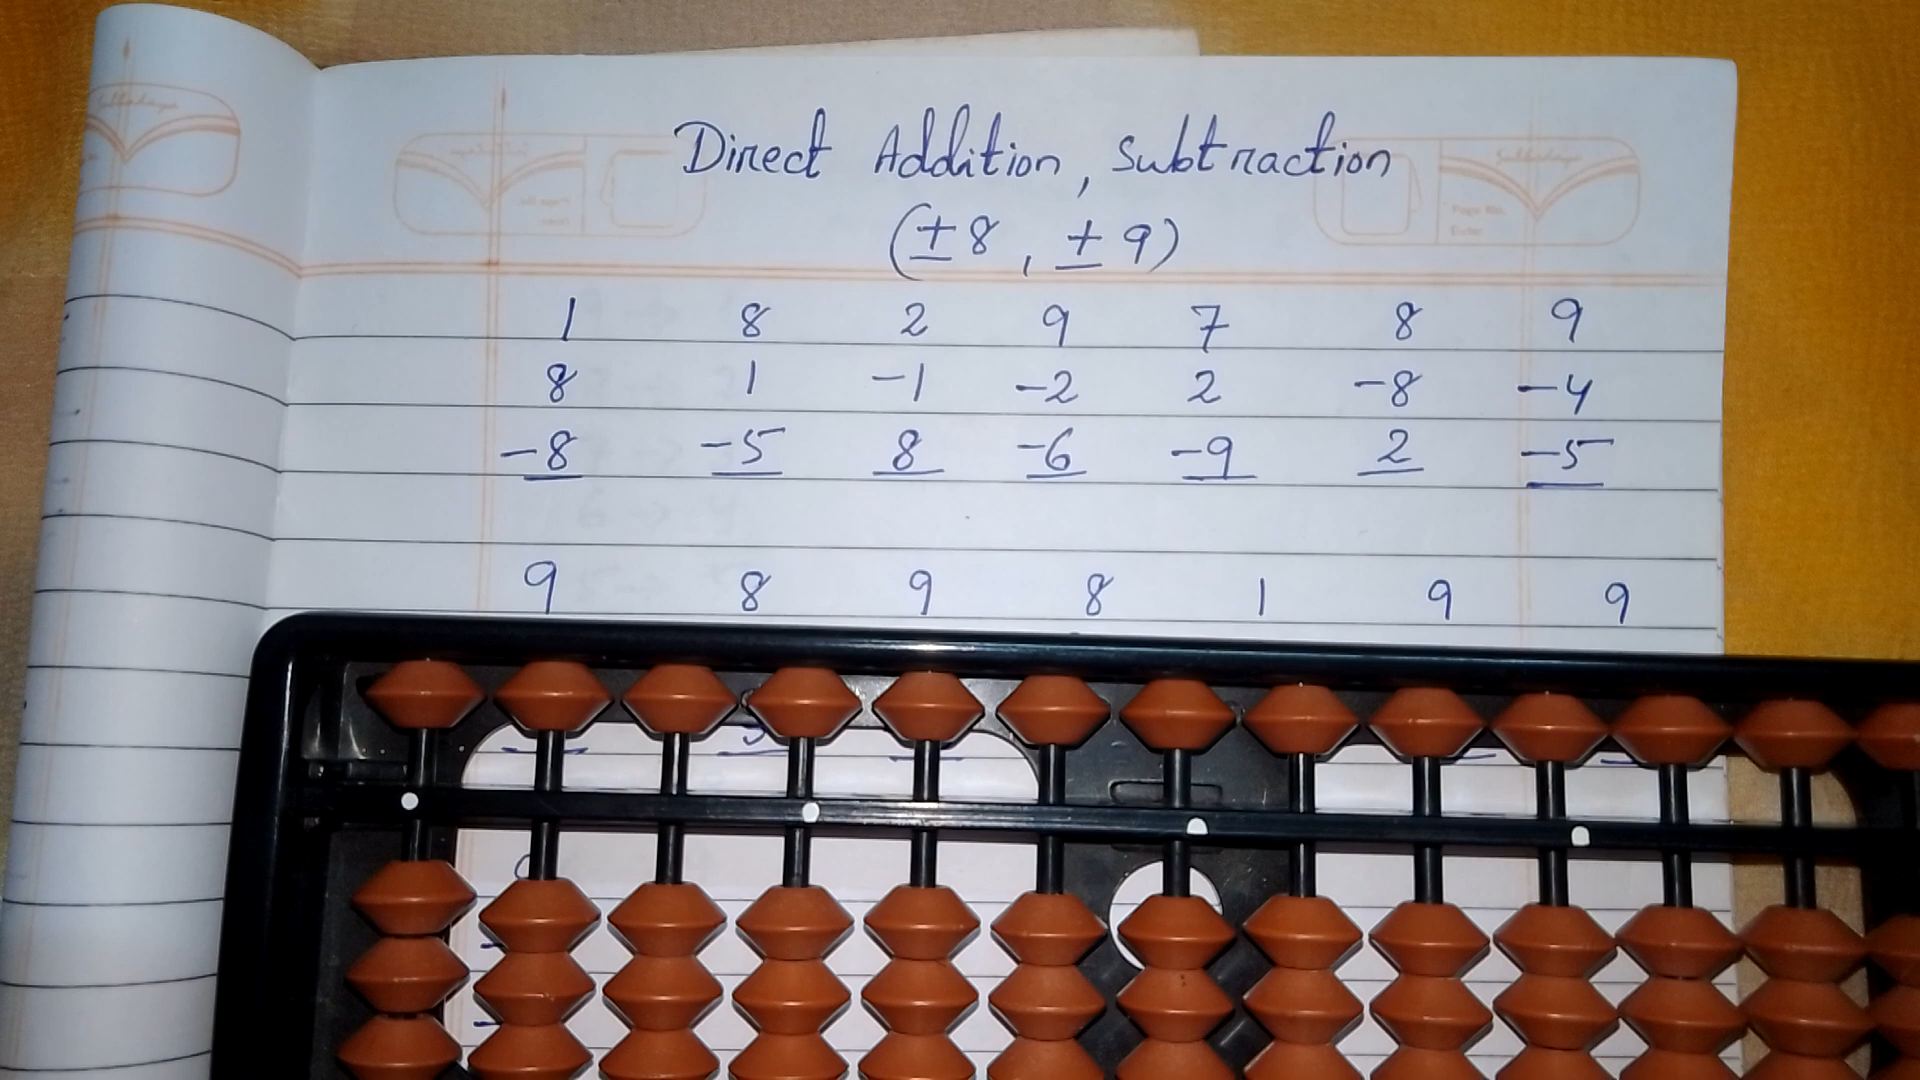 Direct Addition, Subtraction
(±8, ±9)
1 8 2 9 7 8 9
8 1 -1 -2 2 -8 -4
-8 -5 8 -6 -9 2 -5
9 8 9 8 1 9 9